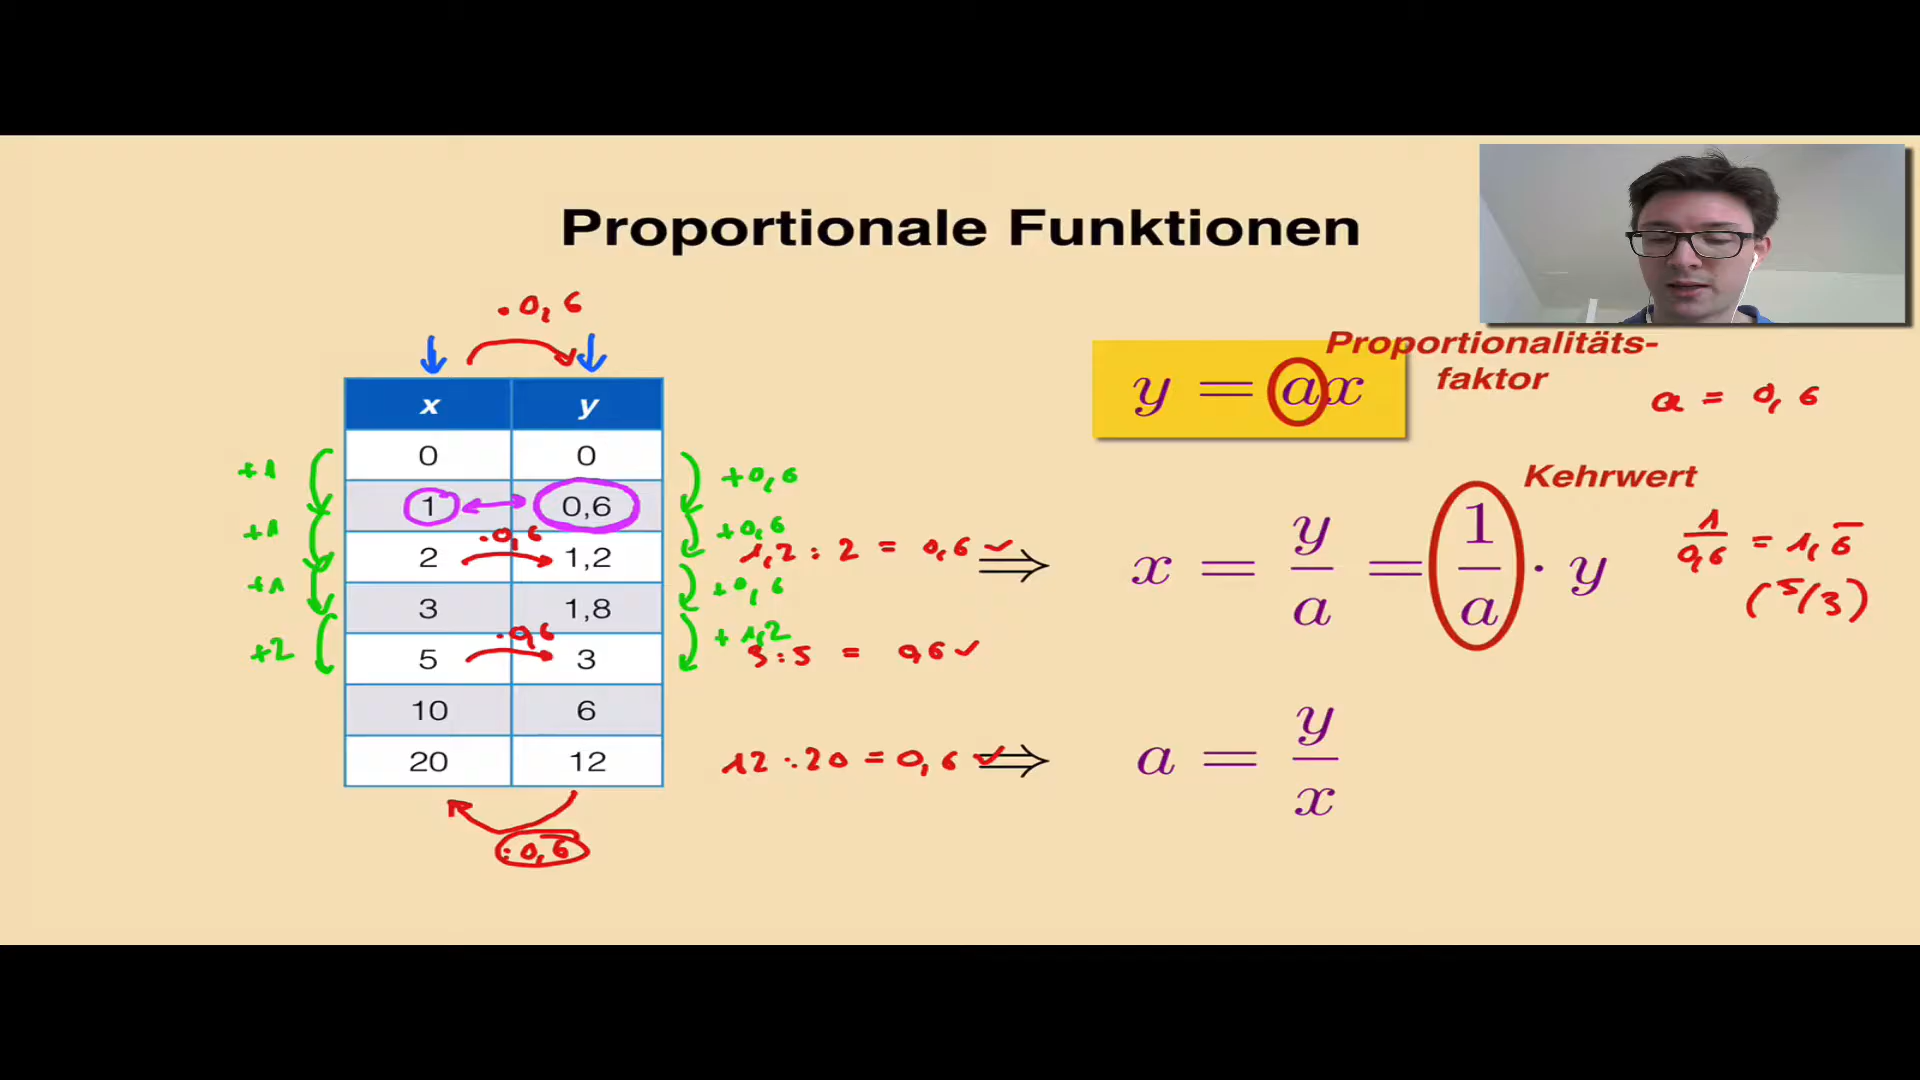 Proportionale Funktionen
· 0,6
x y
0 0
1 0,6
2 1,2
3 1,8
5 3
10 6
20 12
+1
+1
+1
+2
· 0,6
· 0,6
: 0,6
+0,6
+0,6
+0,6
+1,2
1,2 : 2 = 0,6 ✓
3 : 5 = 0,6 ✓
12 : 20 = 0,6 ✓
Proportionalitäts-
faktor
y = ax
a = 0,6
Kehrwert
⇒ x = y/a = 1/a · y
1/0,6 = 1,6̅
(5/3)
⇒ a = y/x